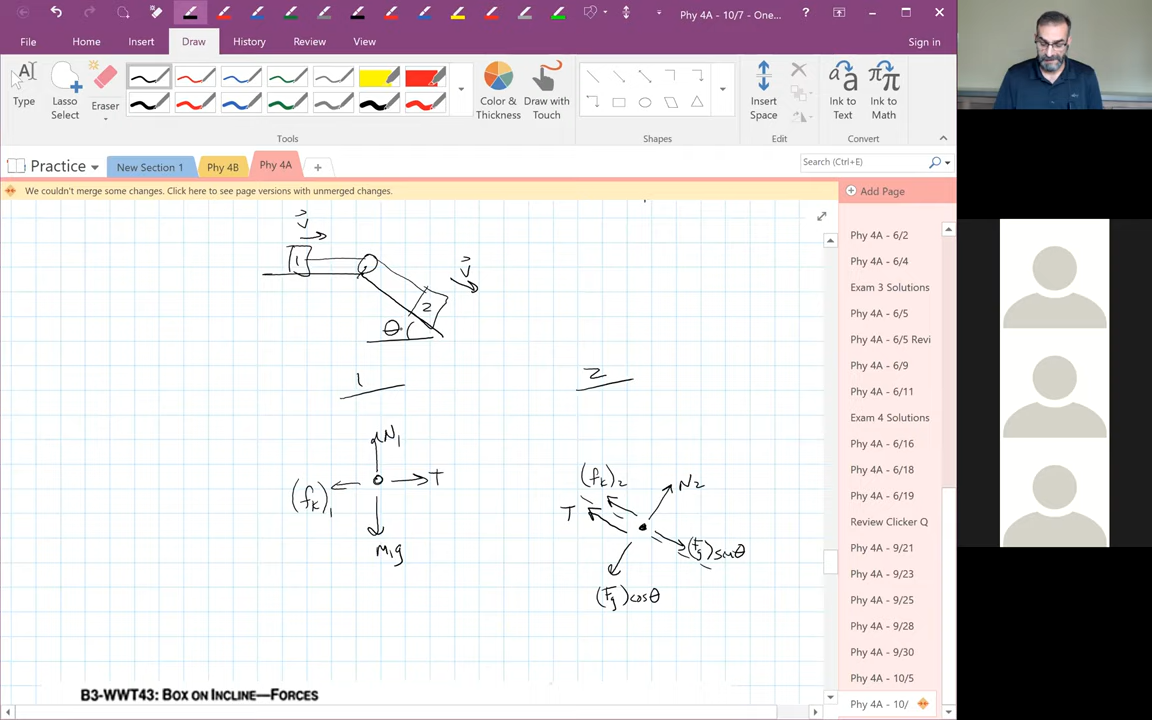 Phy 4A - 10/7 - One...
?
File
Home
Insert
Draw
History
Review
View
Sign in
Type
Lasso
Select
Eraser
Color &
Thickness
Draw with
Touch
Insert
Space
Ink to
Text
Ink to
Math
Tools
Shapes
Edit
Convert
Practice
New Section 1
Phy 4B
Phy 4A
+
Search (Ctrl+E)
We couldn't merge some changes. Click here to see page versions with unmerged changes.
Add Page
Phy 4A - 6/2
Phy 4A - 6/4
Exam 3 Solutions
Phy 4A - 6/5
Phy 4A - 6/5 Revi
Phy 4A - 6/9
Phy 4A - 6/11
Exam 4 Solutions
Phy 4A - 6/16
Phy 4A - 6/18
Phy 4A - 6/19
Review Clicker Q
Phy 4A - 9/21
Phy 4A - 9/23
Phy 4A - 9/25
Phy 4A - 9/28
Phy 4A - 9/30
Phy 4A - 10/5
Phy 4A - 10/
v⃗
1
v⃗
2
θ
1
2
N₁
(fₖ)₁
T
m₁g
(fₖ)₂
N₂
T
(F_g)sinθ
(F_g)cosθ
B3-WWT43: BOX ON INCLINE—FORCES